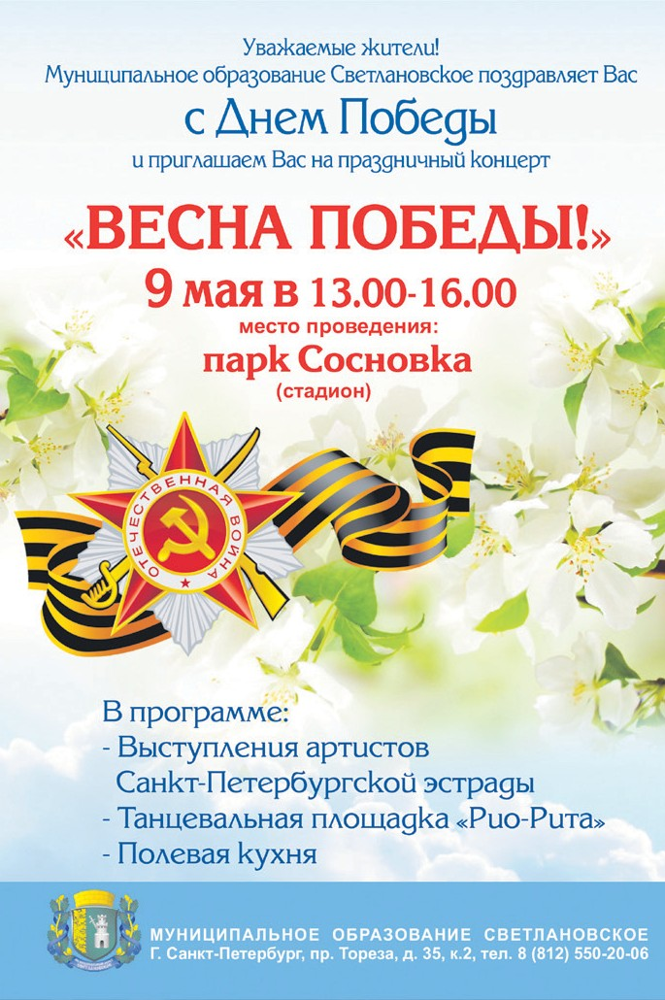 Уважаемые жители!
Муниципальное образование Светлановское поздравляет Вас
с Днем Победы
и приглашаем Вас на праздничный концерт
«ВЕСНА ПОБЕДЫ!»
9 мая в 13.00-16.00
место проведения:
парк Сосновка
(стадион)
ОТЕЧЕСТВЕННАЯ ВОЙНА
В программе:
- Выступления артистов
Санкт-Петербургской эстрады
- Танцевальная площадка «Рио-Рита»
- Полевая кухня
МУНИЦИПАЛЬНОЕ ОБРАЗОВАНИЕ СВЕТЛАНОВСКОЕ
Г. Санкт-Петербург, пр. Тореза, д. 35, к.2, тел. 8 (812) 550-20-06